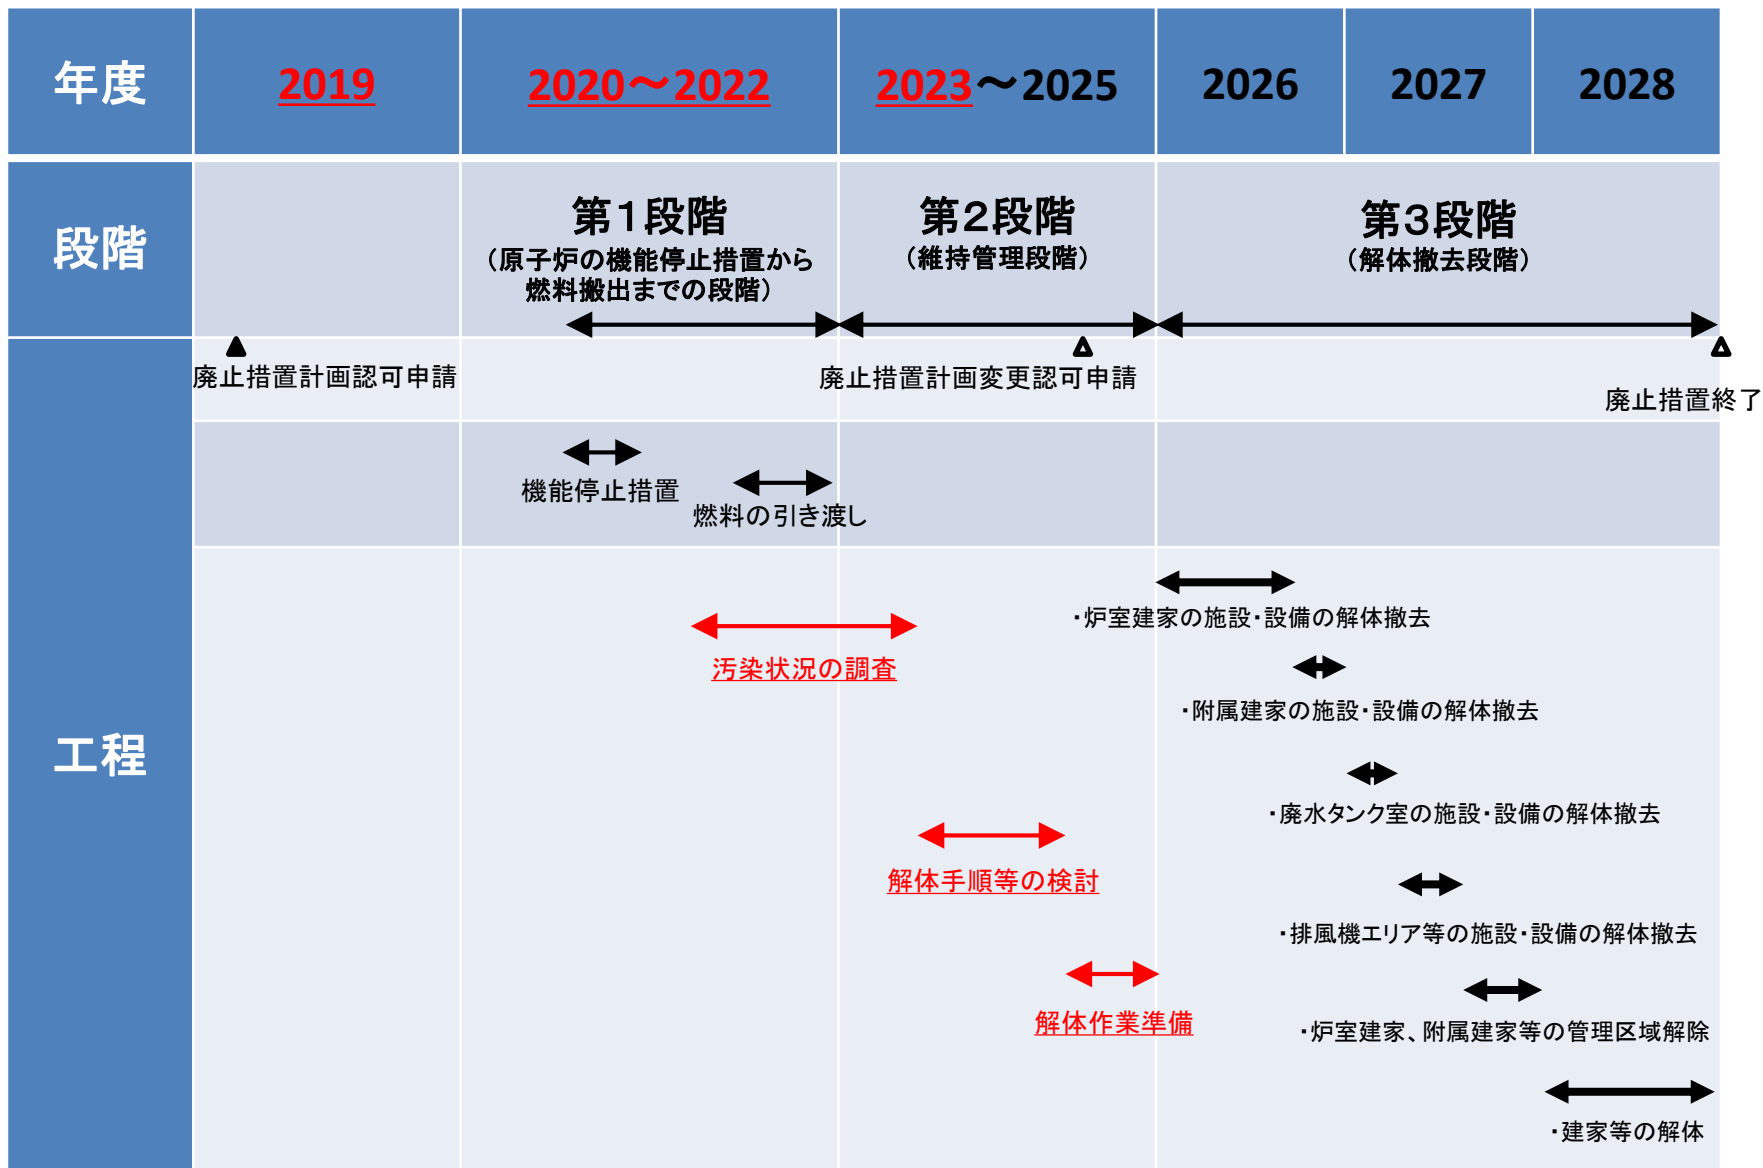 年度
2019
2020～2022
2023～2025
2026
2027
2028
段階
第１段階
（原子炉の機能停止措置から
燃料搬出までの段階）
第２段階
（維持管理段階）
第３段階
（解体撤去段階）
工程
廃止措置計画認可申請
廃止措置計画変更認可申請
廃止措置終了
機能停止措置
燃料の引き渡し
・炉室建家の施設・設備の解体撤去
汚染状況の調査
・附属建家の施設・設備の解体撤去
・廃水タンク室の施設・設備の解体撤去
解体手順等の検討
・排風機エリア等の施設・設備の解体撤去
解体作業準備
・炉室建家、附属建家等の管理区域解除
・建家等の解体